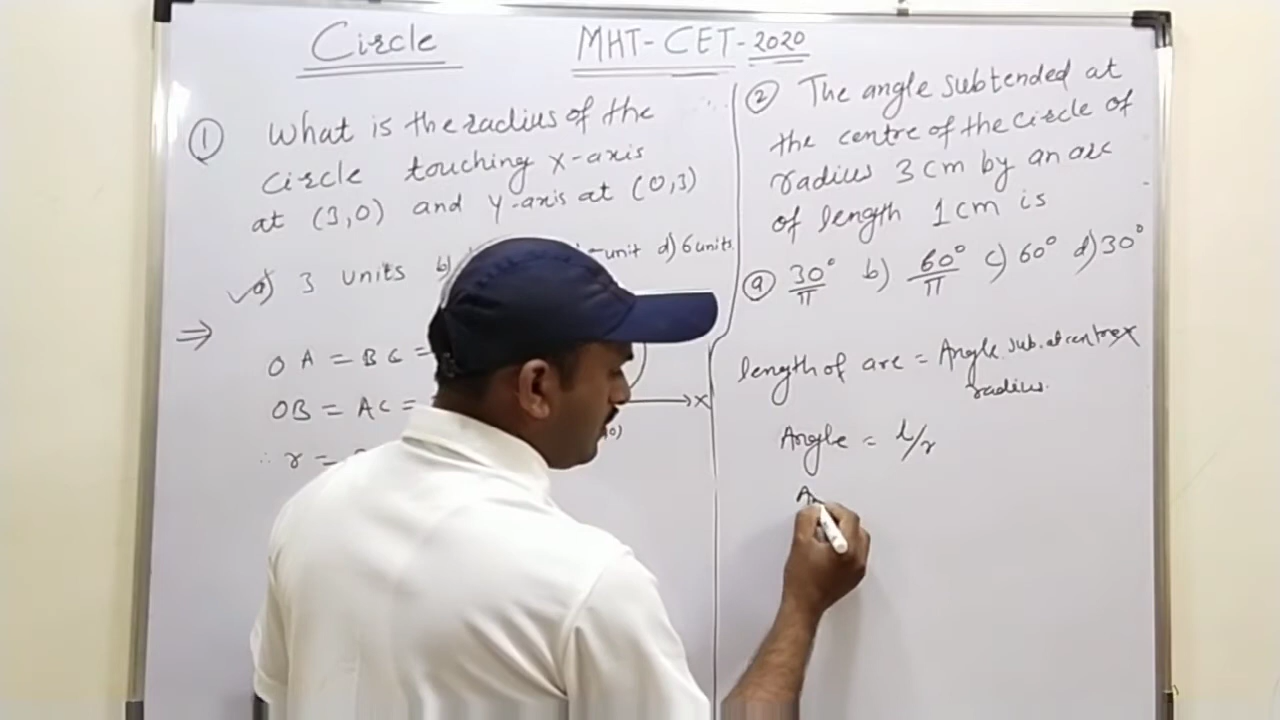 Circle
MHT-CET-2020
① What is the radius of the
circle touching X-axis
at (3,0) and Y-axis at (0,3)
a) 3 units b) unit d) 6 units
⇒
OA = BC =
OB = AC =
∴ r =
X
② The angle subtended at
the centre of the circle of
radius 3 cm by an arc
of length 1 cm is
ⓐ 30°/π b) 60°/π c) 60° d) 30°
length of arc = Angle sub. at centre x
radius.
Angle = l/r
An